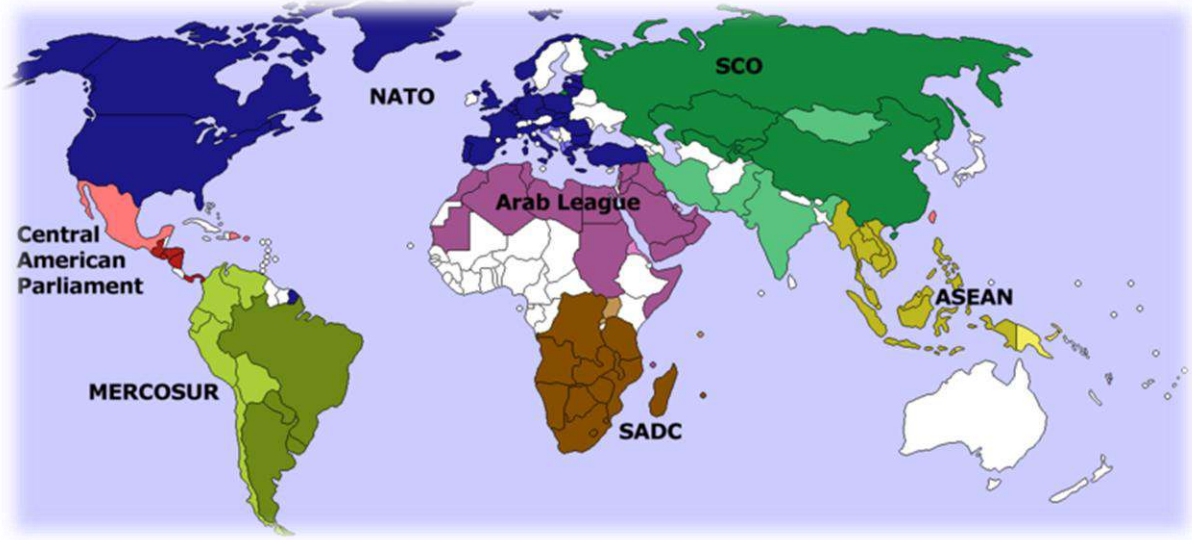 SCO
NATO
Arab League
Central
American
Parliament
ASEAN
MERCOSUR
SADC